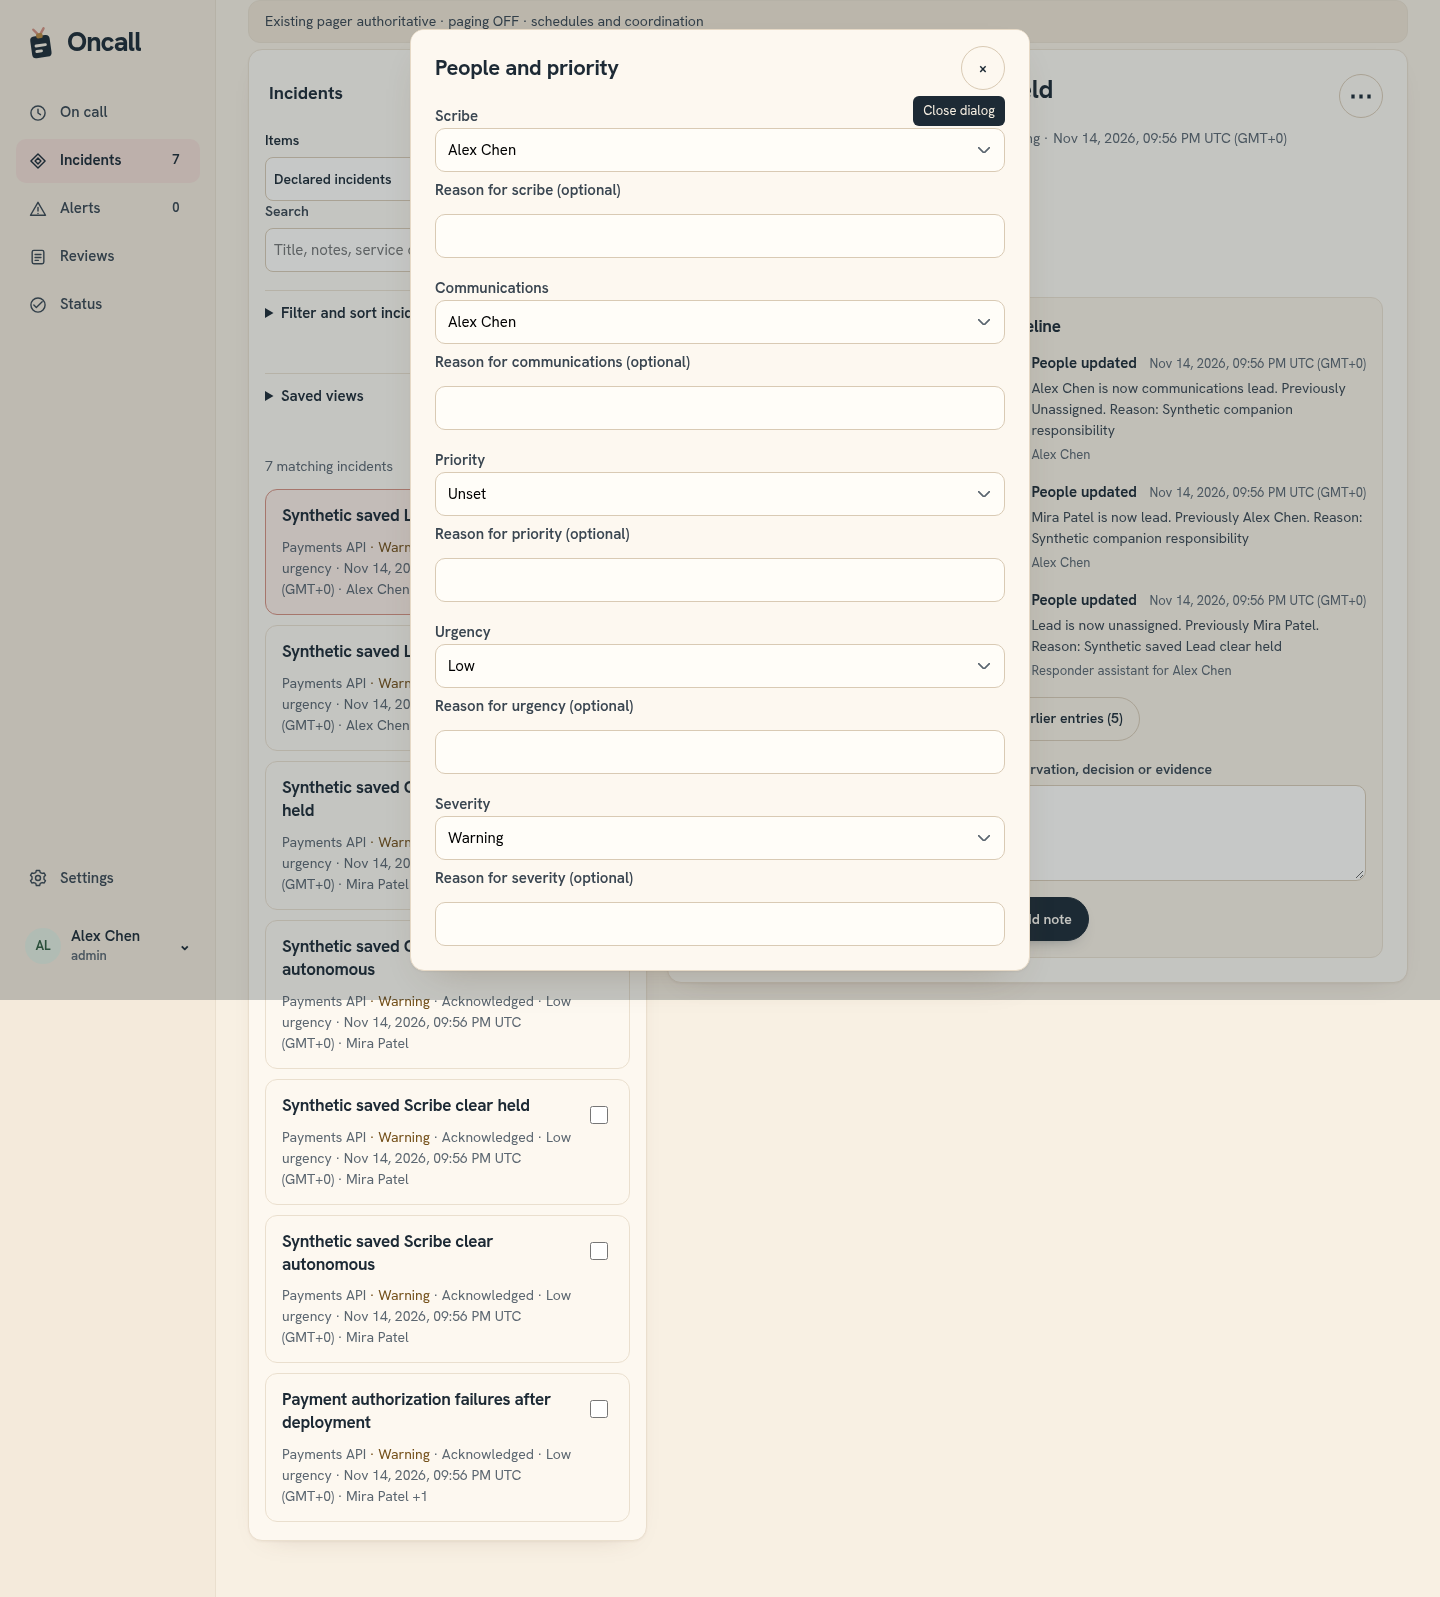 Oncall
On call
Incidents 7
Alerts 0
Reviews
Status
Settings
AL
Alex Chen
admin
Existing pager authoritative · paging OFF · schedules and coordination
Incidents
Items
Declared incidents
Search
Title, notes, service
Filter and sort
Saved views
7 matching incidents
Synthetic saved
Payments API ·
urgency · Nov 14,
(GMT+0) · Alex Chen
Synthetic saved
Payments API ·
urgency · Nov 14,
(GMT+0) · Alex Chen
Synthetic saved
held
Payments API ·
urgency · Nov 14,
(GMT+0) · Mira Patel
Synthetic saved
autonomous
Payments API · Warning · Acknowledged · Low
urgency · Nov 14, 2026, 09:56 PM UTC
(GMT+0) · Mira Patel
Synthetic saved Scribe clear held
Payments API · Warning · Acknowledged · Low
urgency · Nov 14, 2026, 09:56 PM UTC
(GMT+0) · Mira Patel
Synthetic saved Scribe clear
autonomous
Payments API · Warning · Acknowledged · Low
urgency · Nov 14, 2026, 09:56 PM UTC
(GMT+0) · Mira Patel
Payment authorization failures after
deployment
Payments API · Warning · Acknowledged · Low
urgency · Nov 14, 2026, 09:56 PM UTC
(GMT+0) · Mira Patel +1
People and priority
×
Close dialog
Scribe
Alex Chen
Reason for scribe (optional)
Communications
Alex Chen
Reason for communications (optional)
Priority
Unset
Reason for priority (optional)
Urgency
Low
Reason for urgency (optional)
Severity
Warning
Reason for severity (optional)
· Nov 14, 2026, 09:56 PM UTC (GMT+0)
People updated Nov 14, 2026, 09:56 PM UTC (GMT+0)
Alex Chen is now communications lead. Previously
Unassigned. Reason: Synthetic companion
responsibility
Alex Chen
People updated Nov 14, 2026, 09:56 PM UTC (GMT+0)
Mira Patel is now lead. Previously Alex Chen. Reason:
Synthetic companion responsibility
Alex Chen
People updated Nov 14, 2026, 09:56 PM UTC (GMT+0)
Lead is now unassigned. Previously Mira Patel.
Reason: Synthetic saved Lead clear held
Responder assistant for Alex Chen
entries (5)
decision or evidence
note